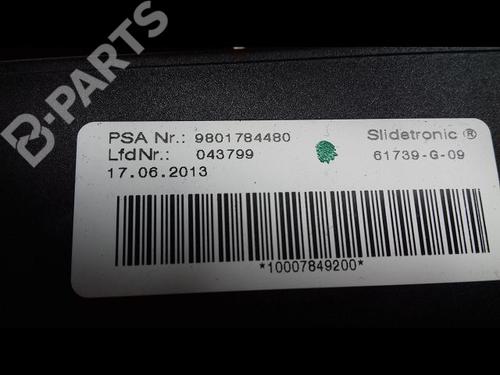 B-PARTS
PSA Nr.: 9801784480 Slidetronic ®
LfdNr.: 043799 61739-G-09
17.06.2013
*10007849200*